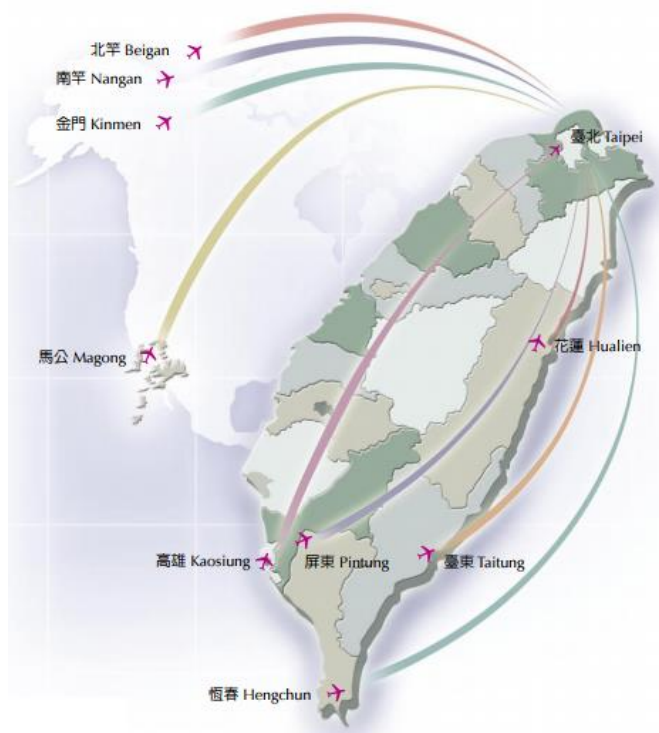 北竿 Beigan
南竿 Nangan
金門 Kinmen
臺北 Taipei
花蓮 Hualien
馬公 Magong
高雄 Kaosiung
屏東 Pintung
臺東 Taitung
恆春 Hengchun